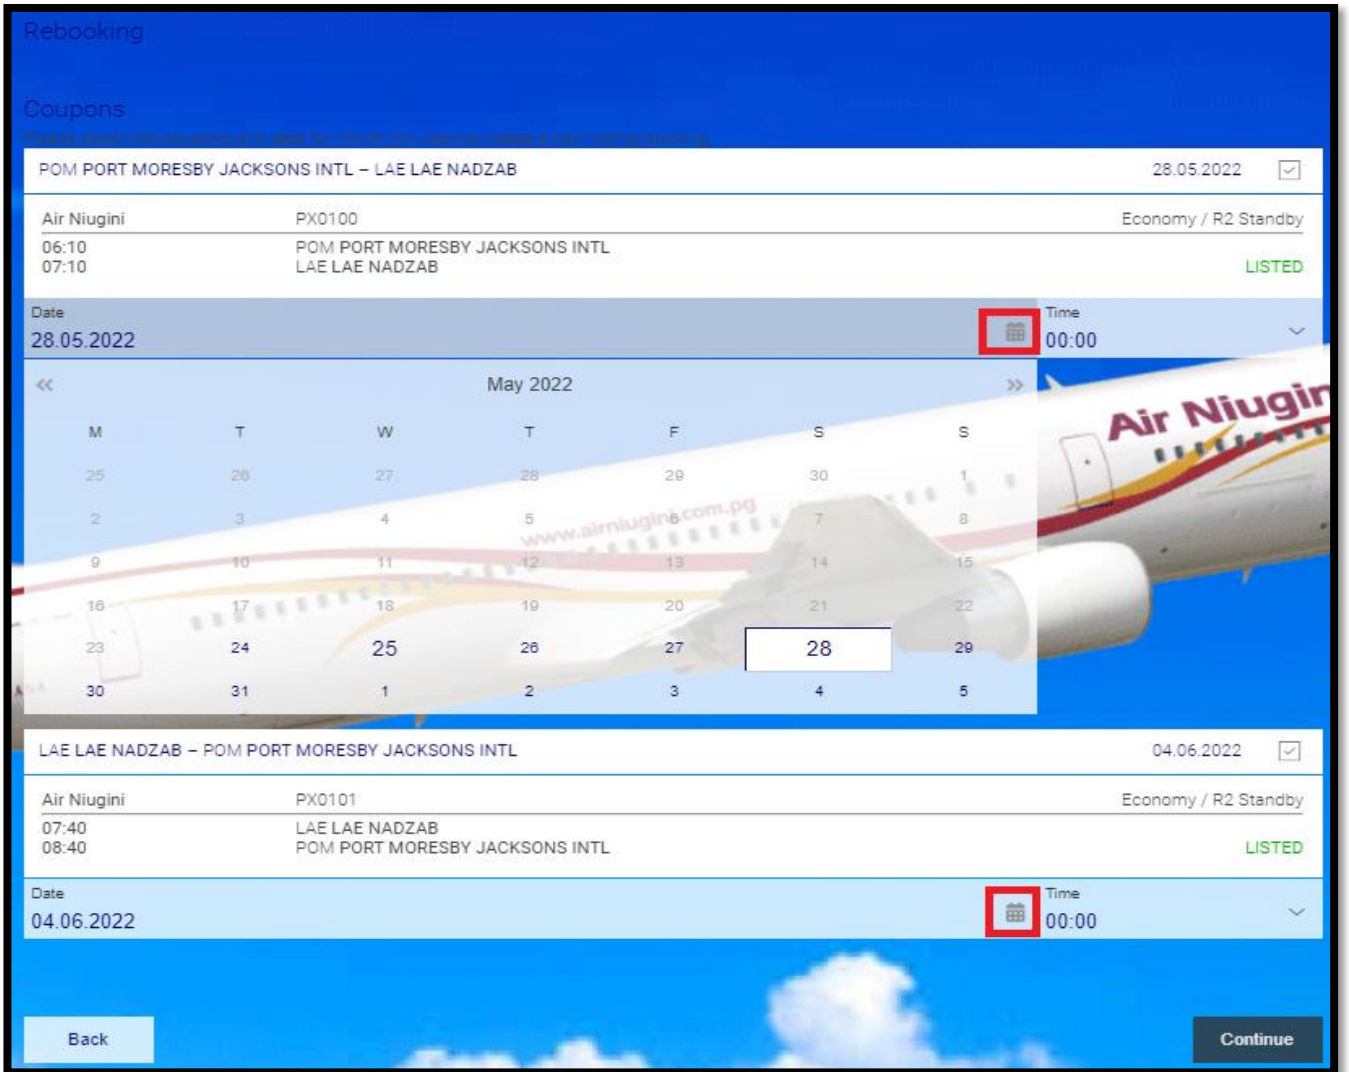 Rebooking
Coupons
POM PORT MORESBY JACKSONS INTL – LAE LAE NADZAB 28.05.2022
Air Niugini PX0100 Economy / R2 Standby
06:10 POM PORT MORESBY JACKSONS INTL
07:10 LAE LAE NADZAB LISTED
Date Time
28.05.2022 00:00
« May 2022 »
Air Niugin
M T W T F S S
25 26 27 28 29 30 1
www.airniugini.com.pg
2 3 4 5 6 7 8
9 10 11 12 13 14 15
16 17 18 19 20 21 22
23 24 25 26 27 28 29
30 31 1 2 3 4 5
LAE LAE NADZAB – POM PORT MORESBY JACKSONS INTL 04.06.2022
Air Niugini PX0101 Economy / R2 Standby
07:40 LAE LAE NADZAB
08:40 POM PORT MORESBY JACKSONS INTL LISTED
Date Time
04.06.2022 00:00
Back Continue